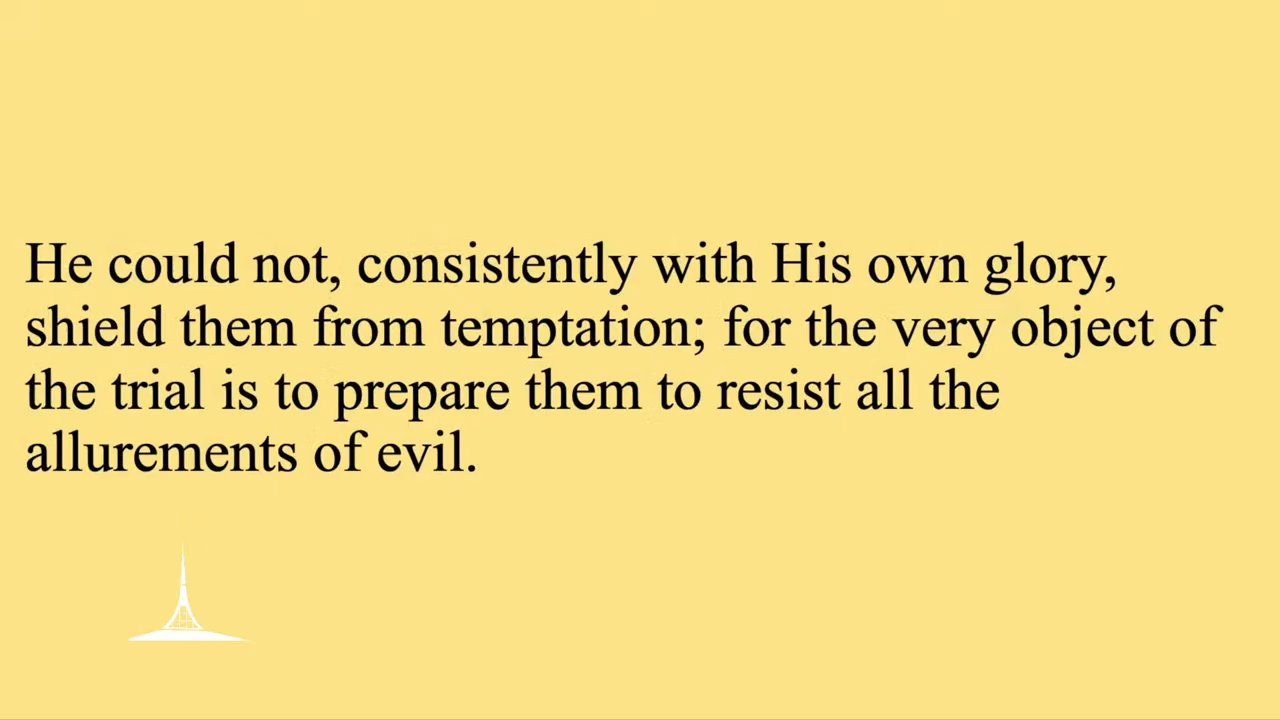 He could not, consistently with His own glory,
shield them from temptation; for the very object of
the trial is to prepare them to resist all the
allurements of evil.